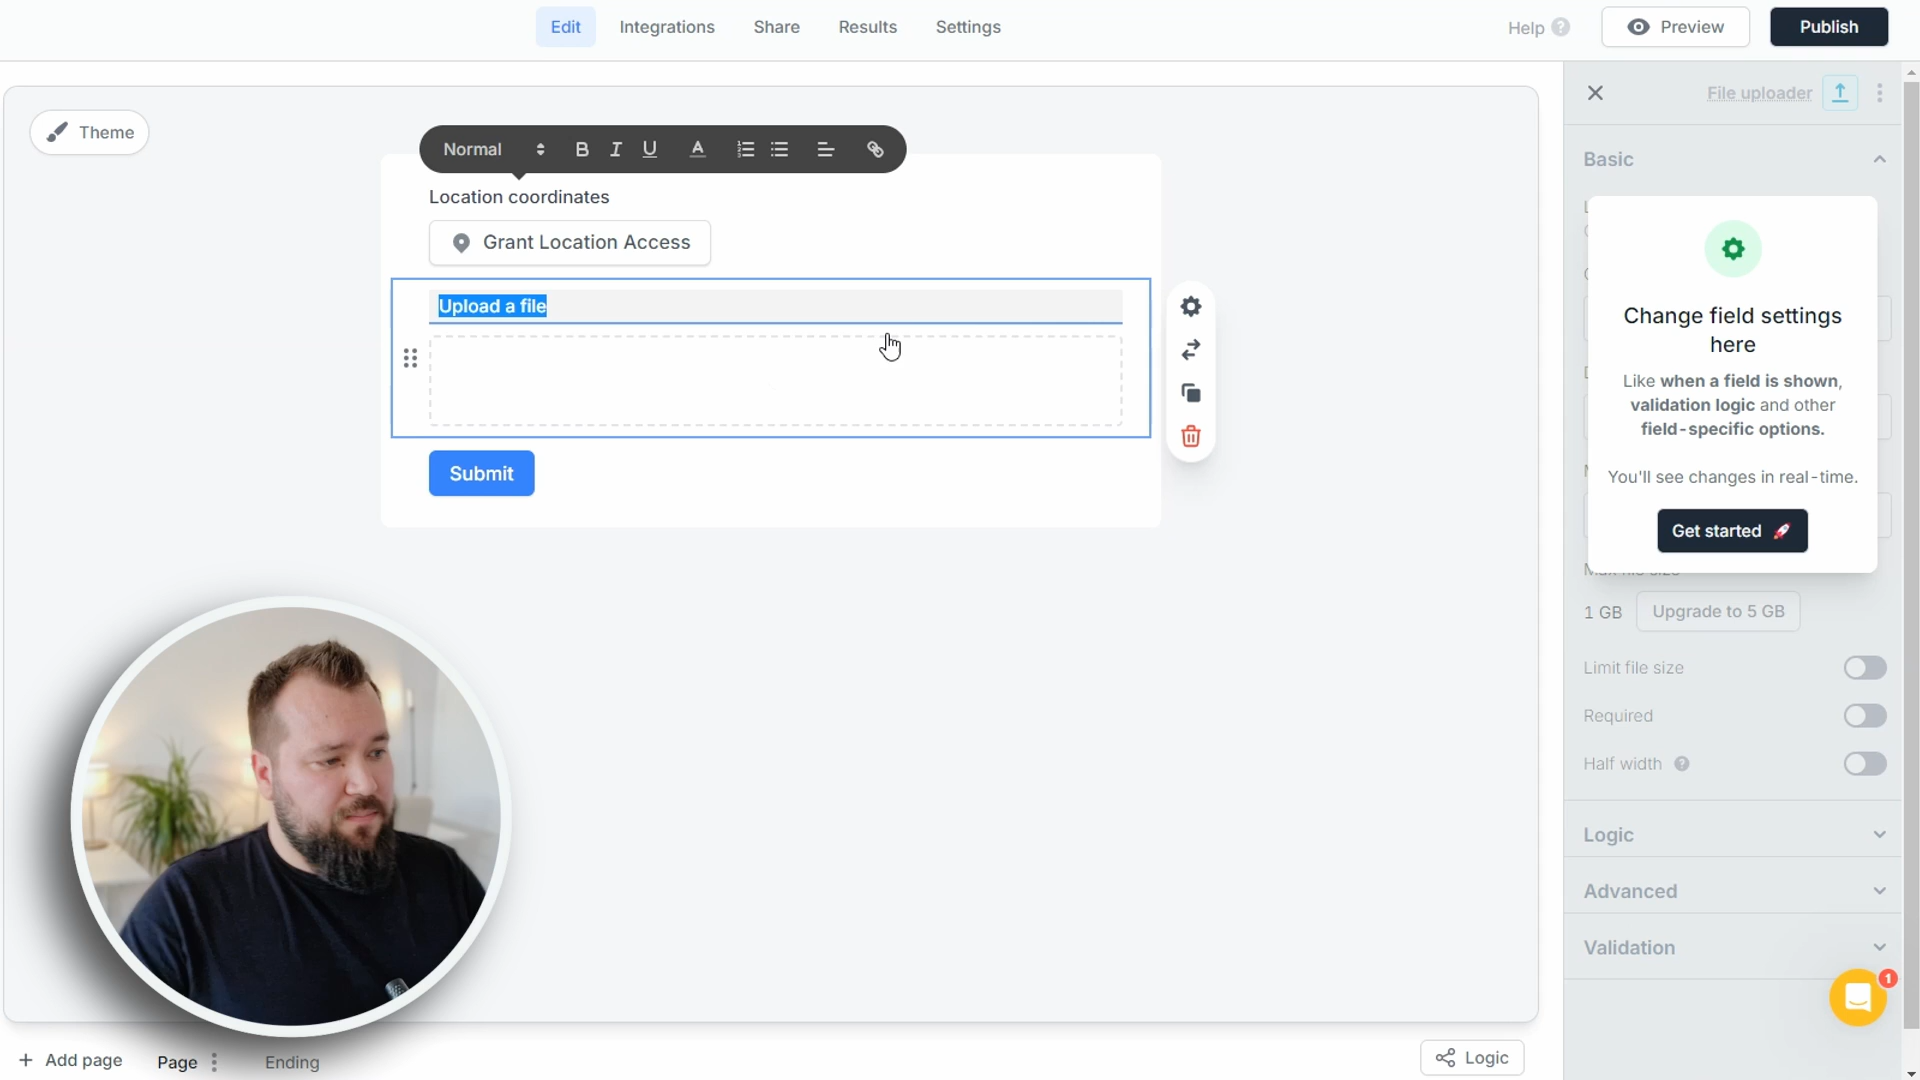 Edit
Integrations
Share
Results
Settings
Help ?
Preview
Publish
Theme
Normal
B I U A
Location coordinates
Grant Location Access
Upload a file
Submit
File uploader
Basic
Change field settings
here
Like when a field is shown,
validation logic and other
field-specific options.
You'll see changes in real-time.
Get started
1 GB
Upgrade to 5 GB
Limit file size
Required
Half width ?
Logic
Advanced
Validation
1
+ Add page
Page
Ending
Logic